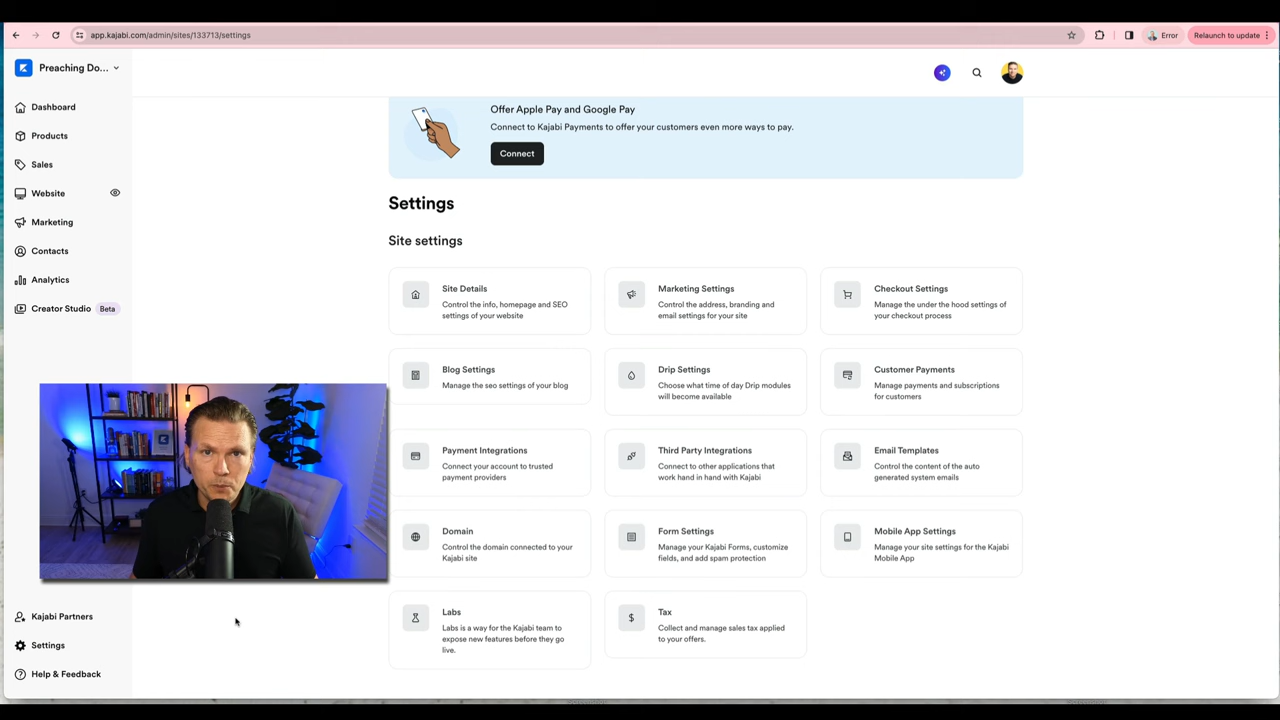 app.kajabi.com/admin/sites/133713/settings
Error
Relaunch to update
Preaching Do...
Dashboard
Products
Sales
Website
Marketing
Contacts
Analytics
Creator Studio Beta
Kajabi Partners
Settings
Help & Feedback
Offer Apple Pay and Google Pay
Connect to Kajabi Payments to offer your customers even more ways to pay.
Connect
Settings
Site settings
Site Details
Control the info, homepage and SEO
settings of your website
Marketing Settings
Control the address, branding and
email settings for your site
Checkout Settings
Manage the under the hood settings of
your checkout process
Blog Settings
Manage the seo settings of your blog
Drip Settings
Choose what time of day Drip modules
will become available
Customer Payments
Manage payments and subscriptions
for customers
Payment Integrations
Connect your account to trusted
payment providers
Third Party Integrations
Connect to other applications that
work hand in hand with Kajabi
Email Templates
Control the content of the auto
generated system emails
Domain
Control the domain connected to your
Kajabi site
Form Settings
Manage your Kajabi Forms, customize
fields, and add spam protection
Mobile App Settings
Manage your site settings for the Kajabi
Mobile App
Labs
Labs is a way for the Kajabi team to
expose new features before they go
live.
Tax
Collect and manage sales tax applied
to your offers.